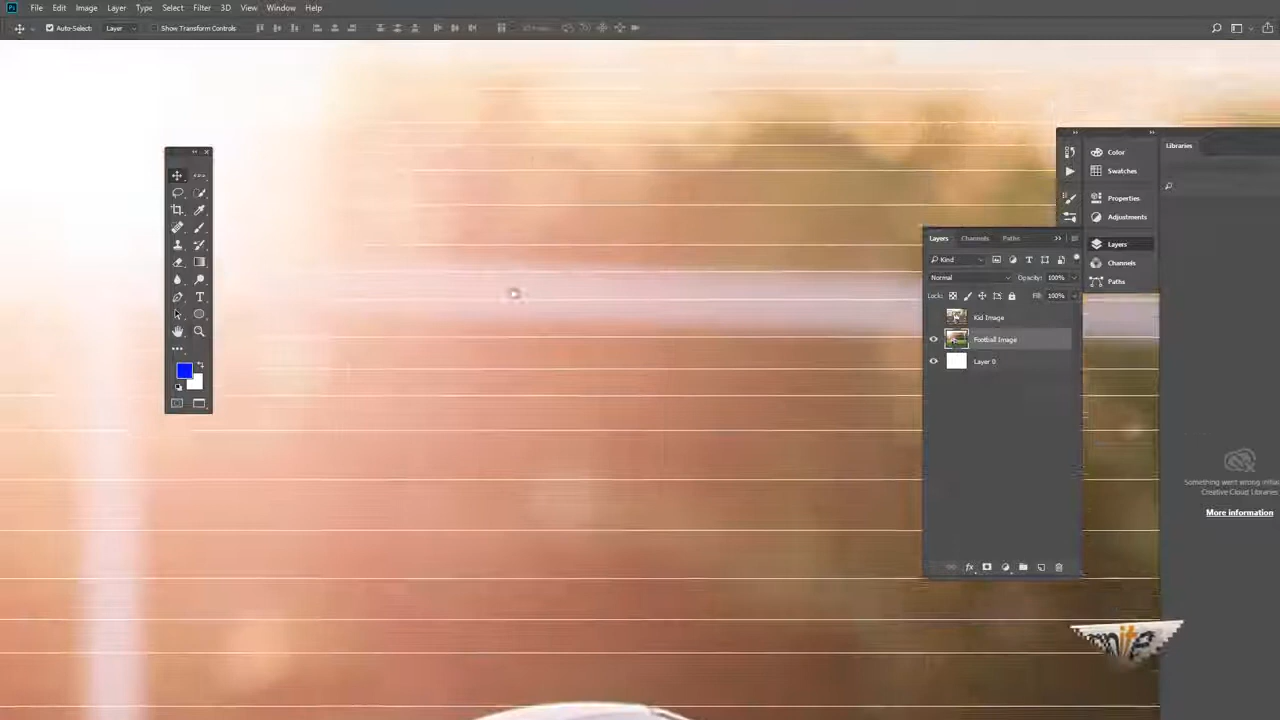 Ps File Edit Image Layer Type Select Filter 3D View Window Help
Auto-Select: Layer Show Transform Controls
Color
Swatches
Properties
Adjustments
Layers
Channels
Paths
Libraries
Layers Channels Paths
Kind
Normal Opacity: 100%
Lock: Fill: 100%
Kid Image
Football Image
Layer 0
T
Something went wrong initia
Creative Cloud Libraries
More information